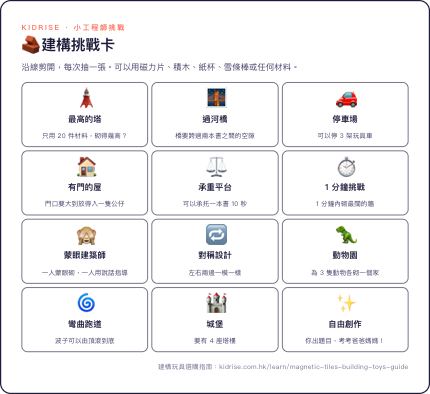 KIDRISE · 小工程師挑戰
建構挑戰卡
沿線剪開，每次抽一張。可以用磁力片、積木、紙杯、雪條棒或任何材料。
最高的塔
只用 20 件材料，砌得幾高？
過河橋
橋要跨過兩本書之間的空隙
停車場
可以停 3 架玩具車
有門的屋
門口要大到放得入一隻公仔
承重平台
可以承托一本書 10 秒
1 分鐘挑戰
1 分鐘內砌最闊的牆
蒙眼建築師
一人蒙眼砌，一人用說話指導
對稱設計
左右兩邊一模一樣
動物園
為 3 隻動物各砌一個家
彎曲跑道
波子可以由頂滾到底
城堡
要有 4 座塔樓
自由創作
你出題目，考考爸爸媽媽！
建構玩具選購指南：kidrise.com.hk/learn/magnetic-tiles-building-toys-guide